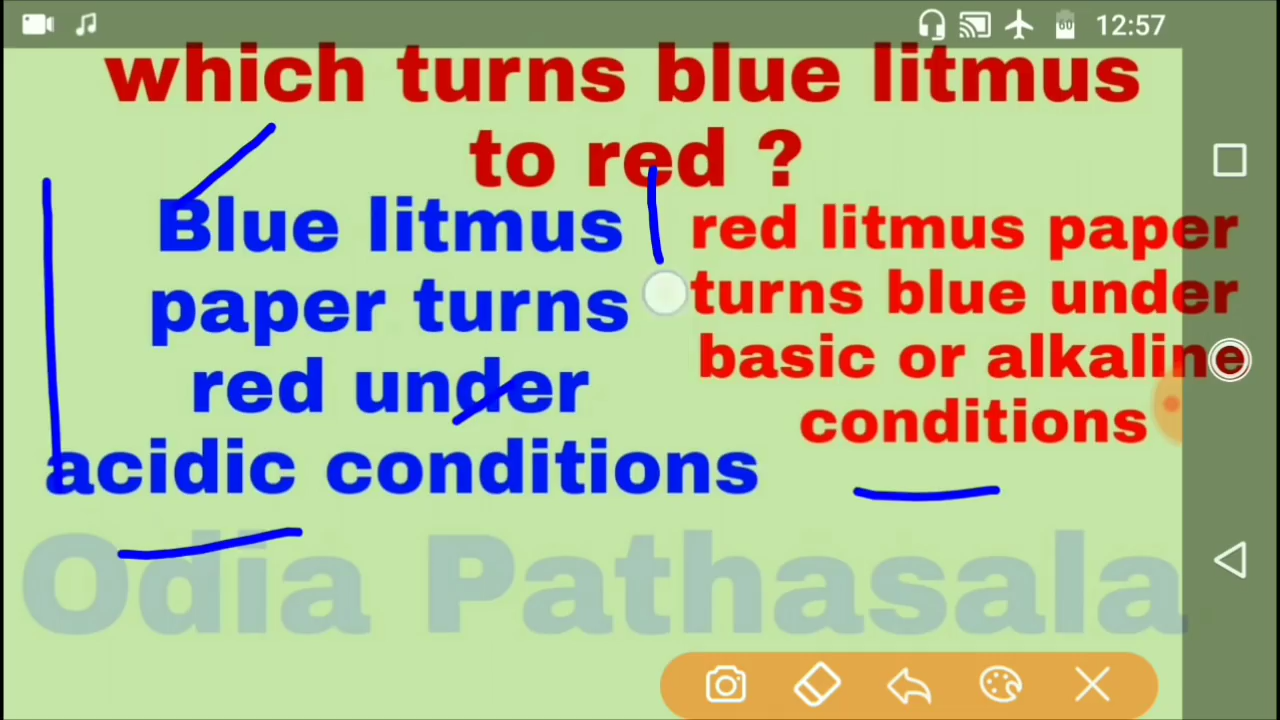 12:57
which turns blue litmus
to red ?
Blue litmus
paper turns
red under
acidic conditions
red litmus paper
turns blue under
basic or alkaline
conditions
Odia Pathasala